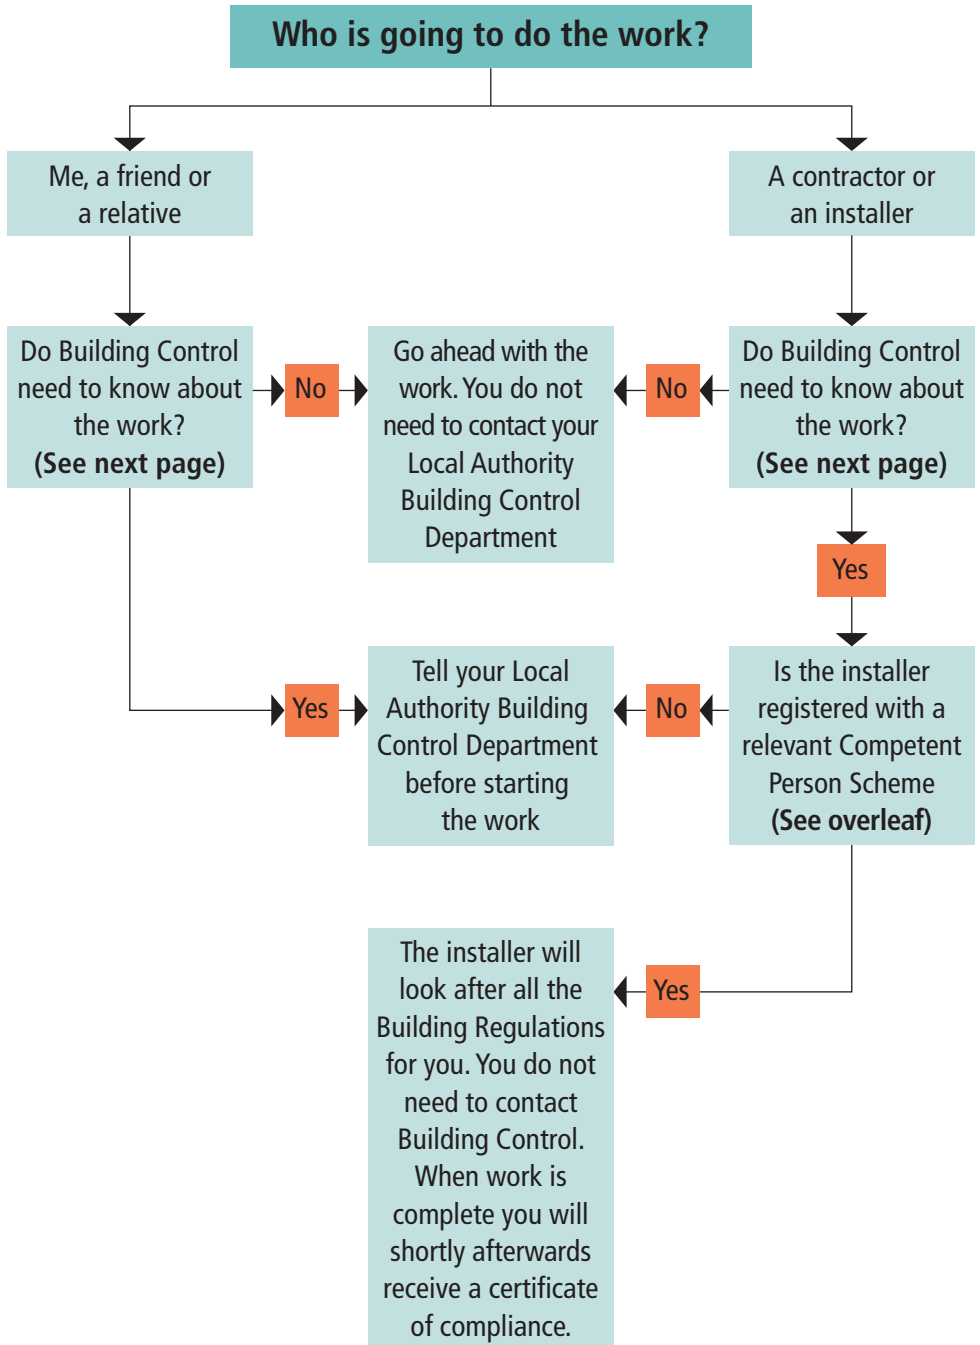 Who is going to do the work?
Me, a friend or
a relative
A contractor or
an installer
Do Building Control
need to know about
the work?
(See next page)
No
Go ahead with the
work. You do not
need to contact your
Local Authority
Building Control
Department
No
Do Building Control
need to know about
the work?
(See next page)
Yes
Yes
Tell your Local
Authority Building
Control Department
before starting
the work
No
Is the installer
registered with a
relevant Competent
Person Scheme
(See overleaf)
The installer will
look after all the
Building Regulations
for you. You do not
need to contact
Building Control.
When work is
complete you will
shortly afterwards
receive a certificate
of compliance.
Yes